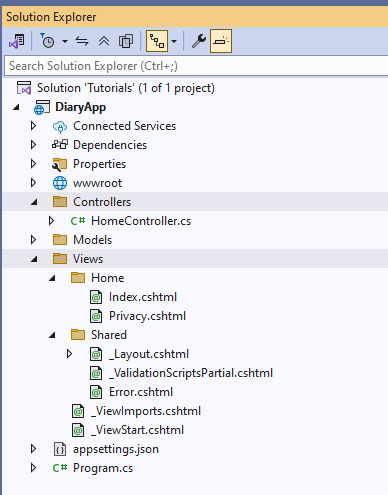 Solution Explorer
Search Solution Explorer (Ctrl+;)
Solution 'Tutorials' (1 of 1 project)
DiaryApp
Connected Services
Dependencies
Properties
wwwroot
Controllers
C# HomeController.cs
Models
Views
Home
@ Index.cshtml
@ Privacy.cshtml
Shared
@ _Layout.cshtml
@ _ValidationScriptsPartial.cshtml
@ Error.cshtml
@ _ViewImports.cshtml
@ _ViewStart.cshtml
appsettings.json
C# Program.cs